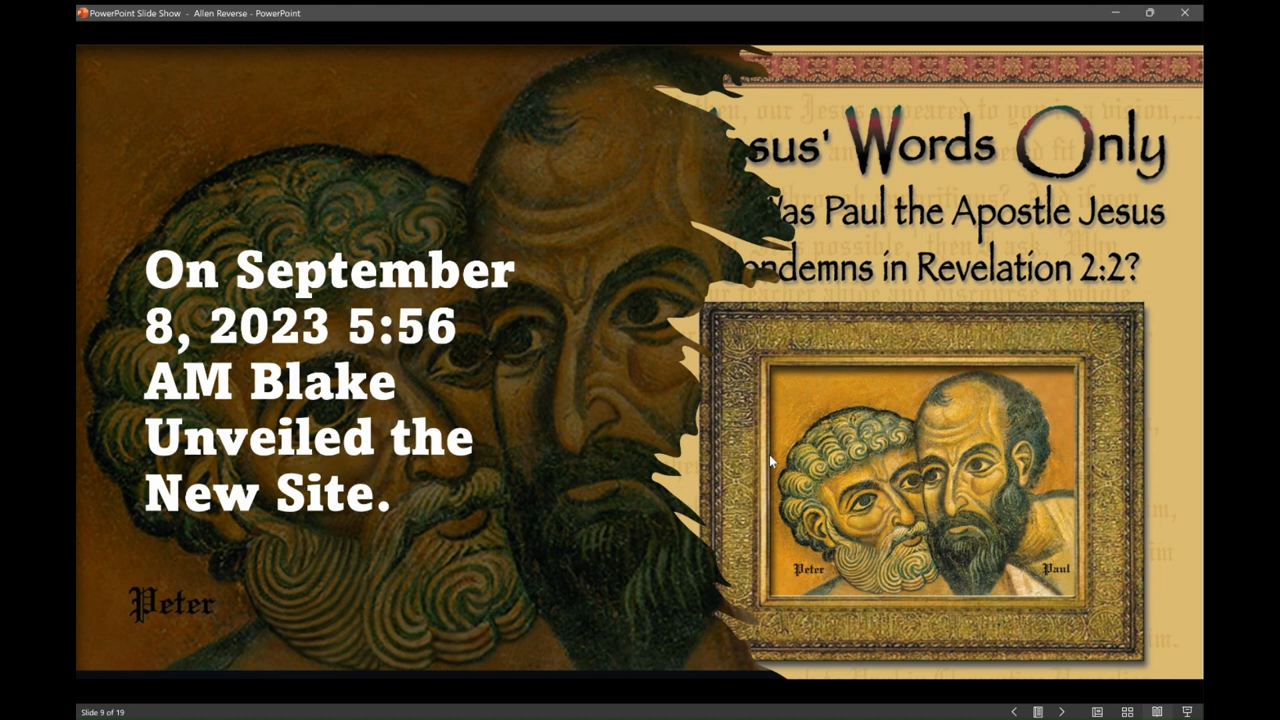 PowerPoint Slide Show - Allen Reverse - PowerPoint
On September
8, 2023 5:56
AM Blake
Unveiled the
New Site.
Peter
sus' Words Only
as Paul the Apostle Jesus
ondemns in Revelation 2:2?
Peter
Paul
Slide 9 of 19